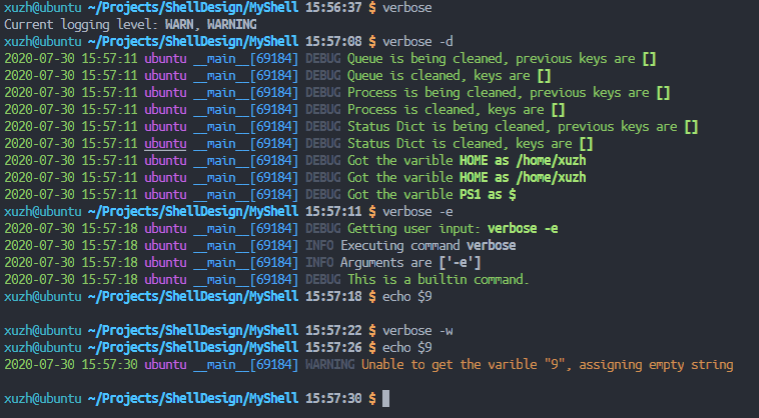 xuzh@ubuntu ~/Projects/ShellDesign/MyShell 15:56:37 $ verbose
Current logging level: WARN, WARNING
xuzh@ubuntu ~/Projects/ShellDesign/MyShell 15:57:08 $ verbose -d
2020-07-30 15:57:11 ubuntu __main__[69184] DEBUG Queue is being cleaned, previous keys are []
2020-07-30 15:57:11 ubuntu __main__[69184] DEBUG Queue is cleaned, keys are []
2020-07-30 15:57:11 ubuntu __main__[69184] DEBUG Process is being cleaned, previous keys are []
2020-07-30 15:57:11 ubuntu __main__[69184] DEBUG Process is cleaned, keys are []
2020-07-30 15:57:11 ubuntu __main__[69184] DEBUG Status Dict is being cleaned, previous keys are []
2020-07-30 15:57:11 ubuntu __main__[69184] DEBUG Status Dict is cleaned, keys are []
2020-07-30 15:57:11 ubuntu __main__[69184] DEBUG Got the varible HOME as /home/xuzh
2020-07-30 15:57:11 ubuntu __main__[69184] DEBUG Got the varible HOME as /home/xuzh
2020-07-30 15:57:11 ubuntu __main__[69184] DEBUG Got the varible PS1 as $
xuzh@ubuntu ~/Projects/ShellDesign/MyShell 15:57:11 $ verbose -e
2020-07-30 15:57:18 ubuntu __main__[69184] DEBUG Getting user input: verbose -e
2020-07-30 15:57:18 ubuntu __main__[69184] INFO Executing command verbose
2020-07-30 15:57:18 ubuntu __main__[69184] INFO Arguments are ['-e']
2020-07-30 15:57:18 ubuntu __main__[69184] DEBUG This is a builtin command.
xuzh@ubuntu ~/Projects/ShellDesign/MyShell 15:57:18 $ echo $9
xuzh@ubuntu ~/Projects/ShellDesign/MyShell 15:57:22 $ verbose -w
xuzh@ubuntu ~/Projects/ShellDesign/MyShell 15:57:26 $ echo $9
2020-07-30 15:57:30 ubuntu __main__[69184] WARNING Unable to get the varible "9", assigning empty string
xuzh@ubuntu ~/Projects/ShellDesign/MyShell 15:57:30 $